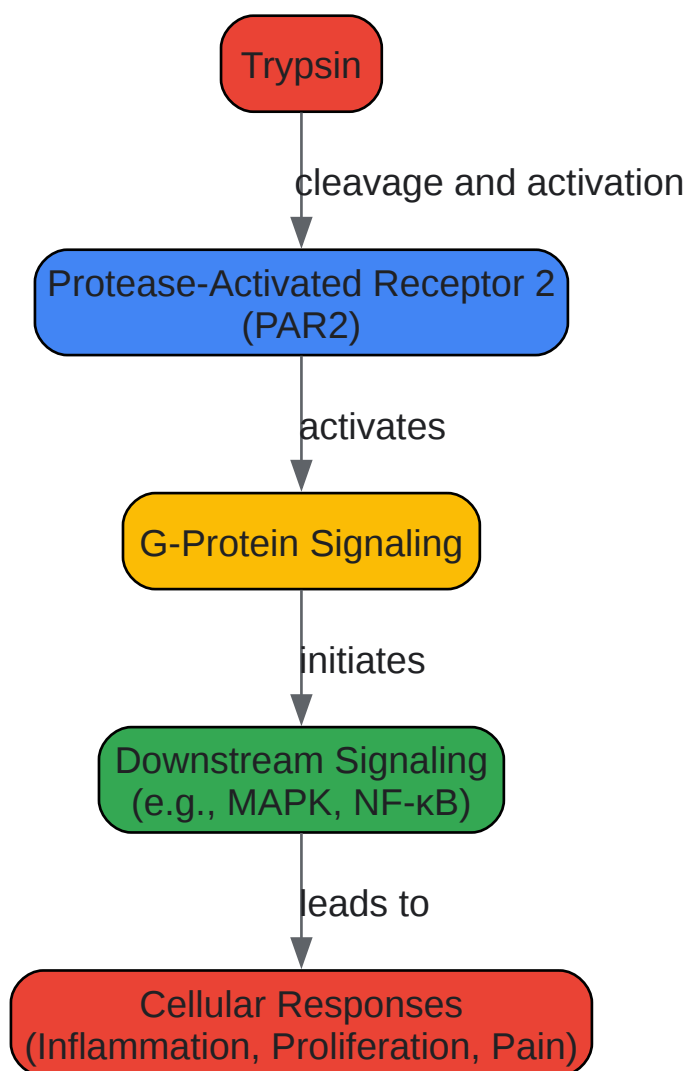 Trypsin
cleavage and activation
Protease-Activated Receptor 2
(PAR2)
activates
G-Protein Signaling
initiates
Downstream Signaling
(e.g., MAPK, NF-κB)
leads to
Cellular Responses
(Inflammation, Proliferation, Pain)